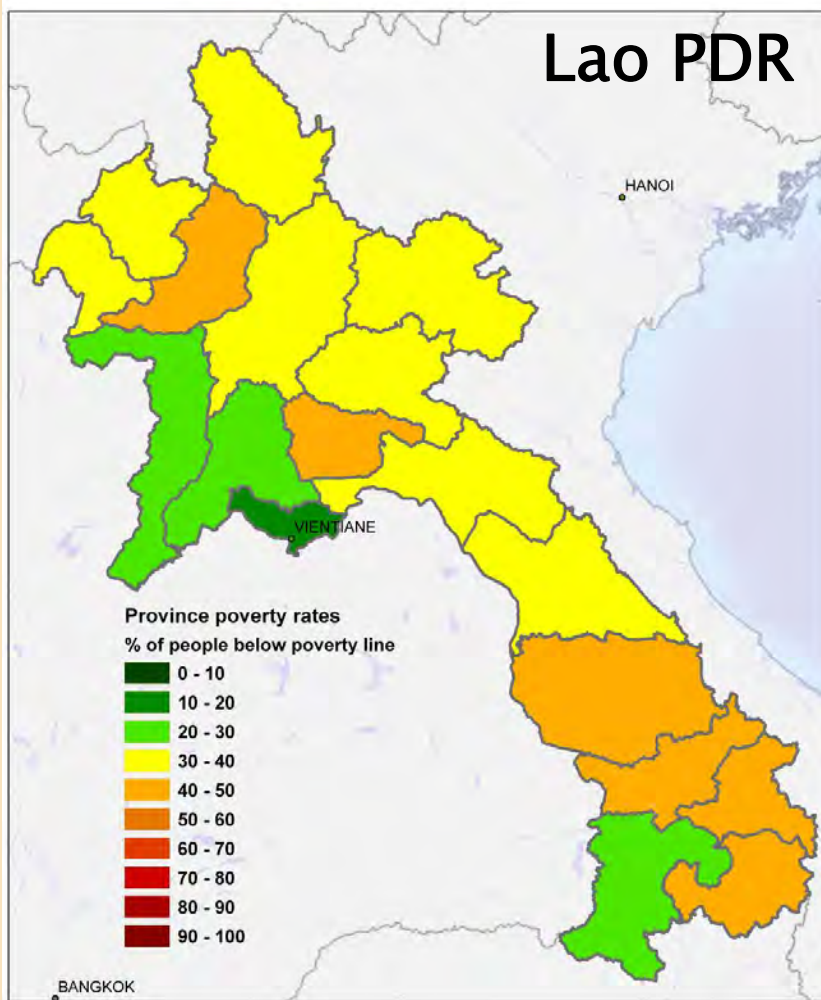 Lao PDR
HANOI
VIENTIANE
Province poverty rates
% of people below poverty line
0 - 10
10 - 20
20 - 30
30 - 40
40 - 50
50 - 60
60 - 70
70 - 80
80 - 90
90 - 100
BANGKOK